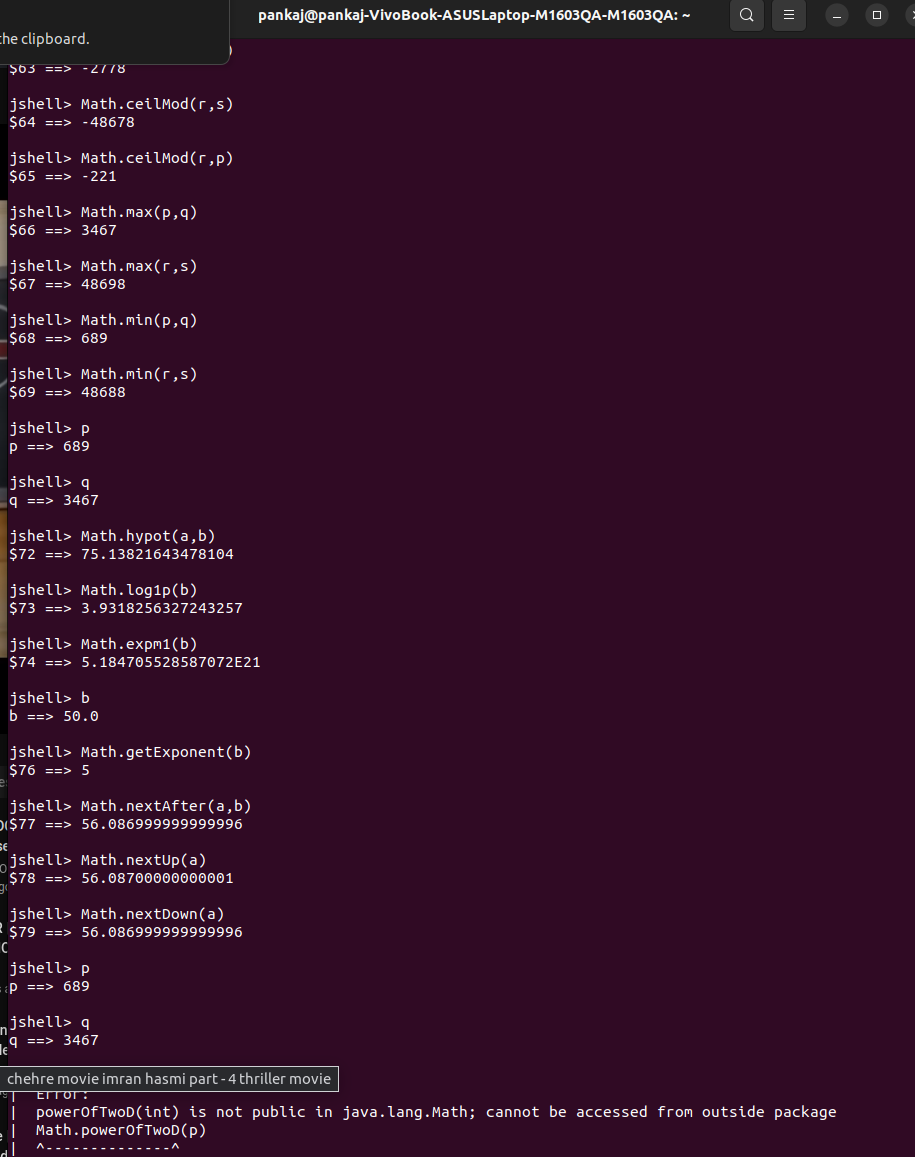 pankaj@pankaj-VivoBook-ASUSLaptop-M1603QA-M1603QA: ~
the clipboard.
$63 ==> -2778
jshell> Math.ceilMod(r,s)
$64 ==> -48678
jshell> Math.ceilMod(r,p)
$65 ==> -221
jshell> Math.max(p,q)
$66 ==> 3467
jshell> Math.max(r,s)
$67 ==> 48698
jshell> Math.min(p,q)
$68 ==> 689
jshell> Math.min(r,s)
$69 ==> 48688
jshell> p
p ==> 689
jshell> q
q ==> 3467
jshell> Math.hypot(a,b)
$72 ==> 75.13821643478104
jshell> Math.log1p(b)
$73 ==> 3.9318256327243257
jshell> Math.expm1(b)
$74 ==> 5.184705528587072E21
jshell> b
b ==> 50.0
jshell> Math.getExponent(b)
$76 ==> 5
jshell> Math.nextAfter(a,b)
$77 ==> 56.086999999999996
jshell> Math.nextUp(a)
$78 ==> 56.08700000000001
jshell> Math.nextDown(a)
$79 ==> 56.086999999999996
jshell> p
p ==> 689
jshell> q
q ==> 3467
chehre movie imran hasmi part - 4 thriller movie
| Error:
| powerOfTwoD(int) is not public in java.lang.Math; cannot be accessed from outside package
| Math.powerOfTwoD(p)
| ^--------------^